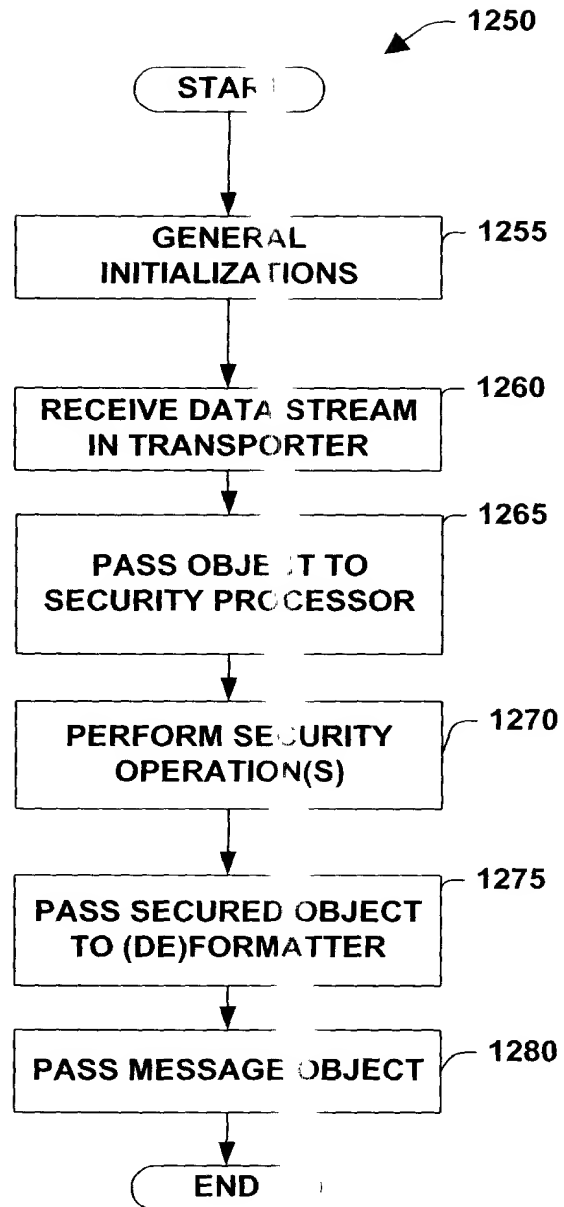 1250
START
GENERAL
INITIALIZATIONS
1255
RECEIVE DATA STREAM
IN TRANSPORTER
1260
PASS OBJECT TO
SECURITY PROCESSOR
1265
PERFORM SECURITY
OPERATION(S)
1270
PASS SECURED OBJECT
TO (DE)FORMATTER
1275
PASS MESSAGE OBJECT
1280
END